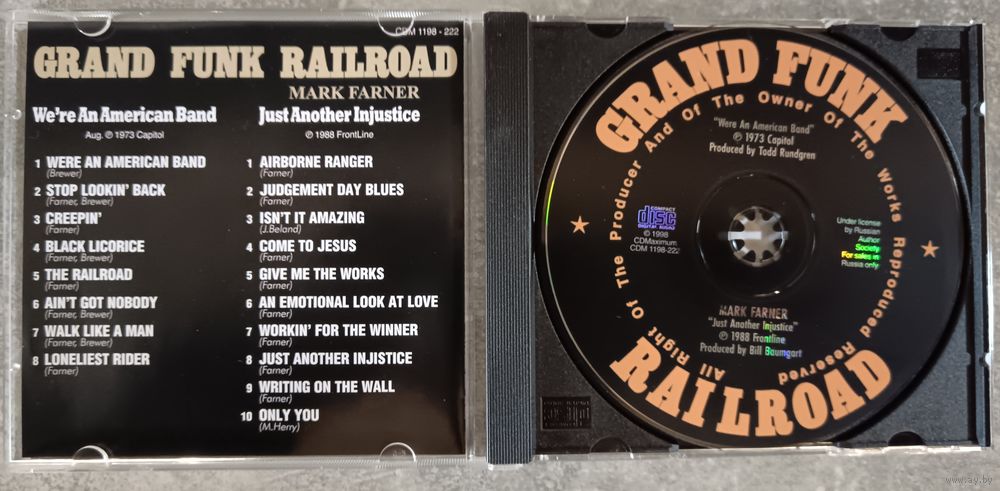 CDM 1198 - 222
GRAND FUNK RAILROAD
MARK FARNER
We're An American Band
Aug. ℗ 1973 Capitol
1 WERE AN AMERICAN BAND
(Brewer)
2 STOP LOOKIN' BACK
(Farner, Brewer)
3 CREEPIN'
(Farner)
4 BLACK LICORICE
(Farner, Brewer)
5 THE RAILROAD
(Farner)
6 AIN'T GOT NOBODY
(Farner, Brewer)
7 WALK LIKE A MAN
(Farner, Brewer)
8 LONELIEST RIDER
(Farner)
Just Another Injustice
℗ 1988 FrontLine
1 AIRBORNE RANGER
(Farner)
2 JUDGEMENT DAY BLUES
(Farner)
3 ISN'T IT AMAZING
(J.Beland)
4 COME TO JESUS
(Farner)
5 GIVE ME THE WORKS
(Farner)
6 AN EMOTIONAL LOOK AT LOVE
(Farner)
7 WORKIN' FOR THE WINNER
(Farner)
8 JUST ANOTHER INJISTICE
(Farner)
9 WRITING ON THE WALL
(Farner)
10 ONLY YOU
(M.Herry)
GRAND FUNK
RAILROAD
All Right Of The Producer And Of The Owner Of The Works Reproduced Reserved
"Were An American Band"
℗ 1973 Capitol
Produced by Todd Rundgren
COMPACT
disc
DIGITAL AUDIO
© 1998
CDMaximum
CDM 1198-222
Under license
by Russian
Author
Society
For sales in
Russia only
MARK FARNER
"Just Another Injustice"
℗ 1988 Frontline
Produced by Bill Baumgart
www.ay.by